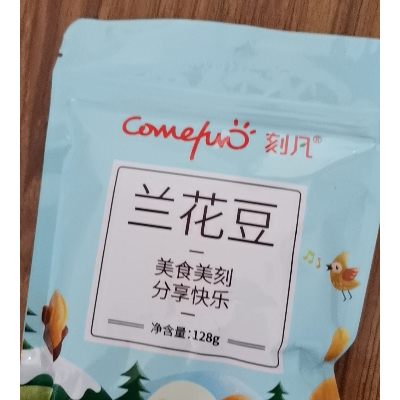 comefun 刻凡®
兰花豆
美食美刻
分享快乐
净含量:128g